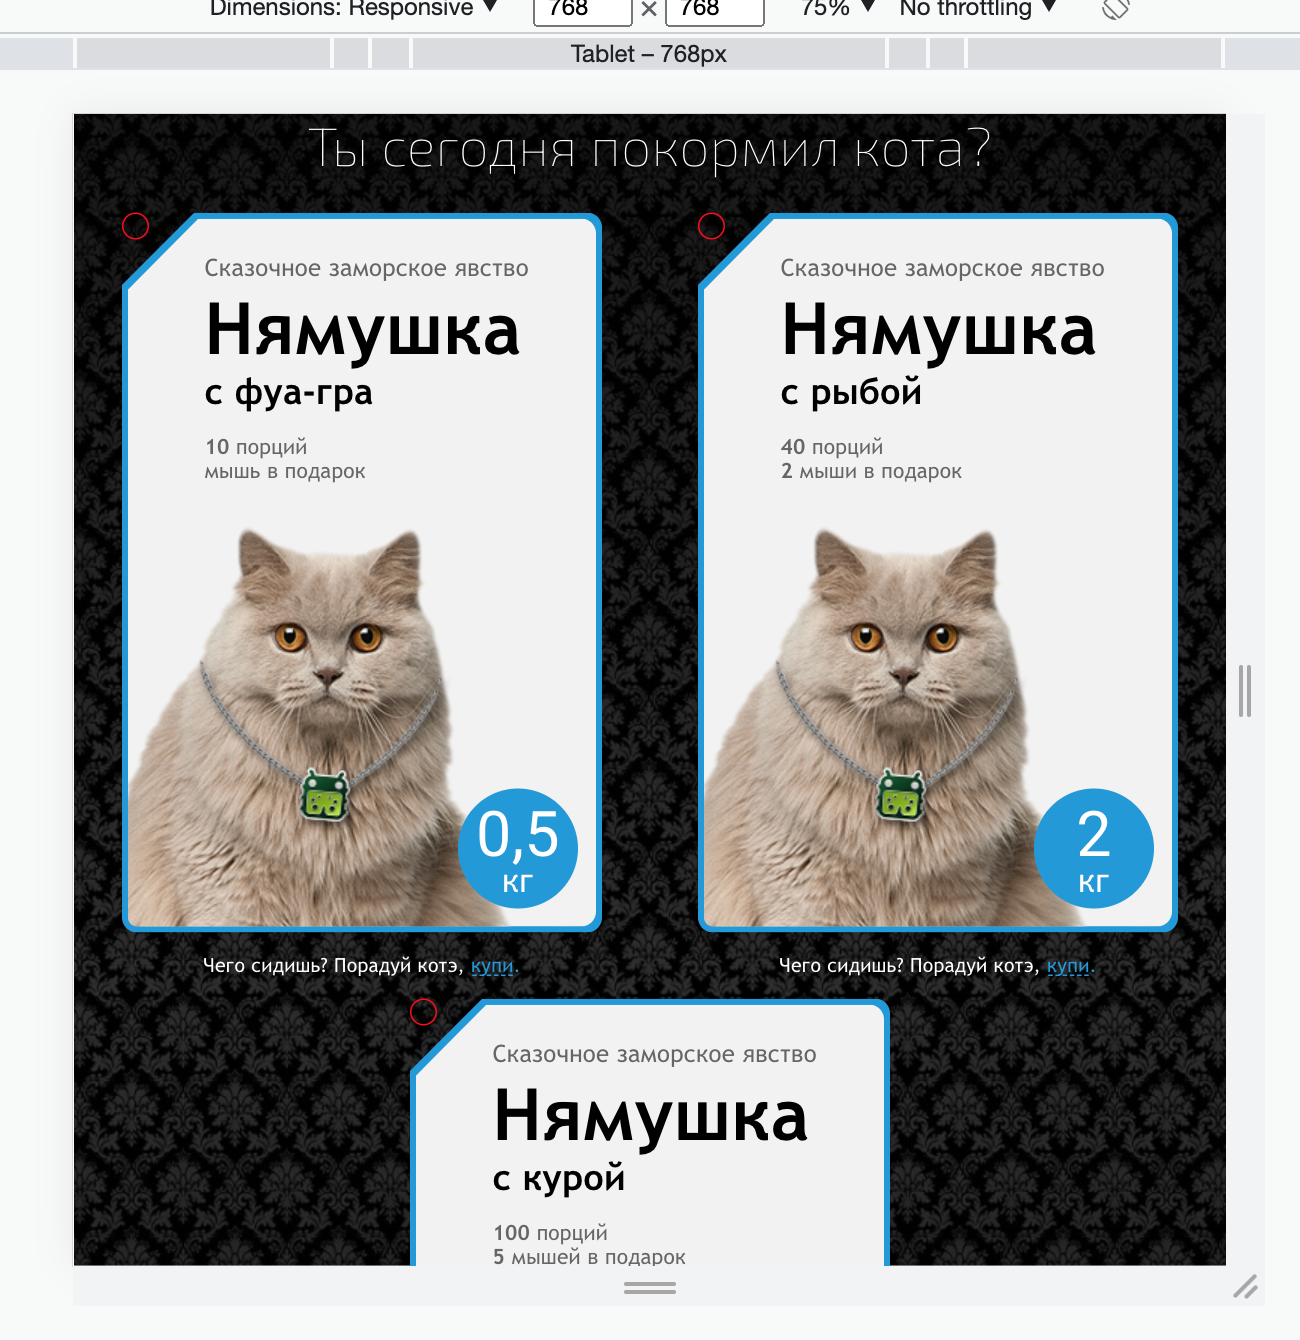 Dimensions: Responsive ▼ 768 × 768 75% ▼ No throttling ▼
Tablet – 768px
Ты сегодня покормил кота?
Сказочное заморское явство
Нямушка
с фуа-гра
10 порций
мышь в подарок
0,5
кг
Чего сидишь? Порадуй котэ, купи.
Сказочное заморское явство
Нямушка
с рыбой
40 порций
2 мыши в подарок
2
кг
Чего сидишь? Порадуй котэ, купи.
Сказочное заморское явство
Нямушка
с курой
100 порций
5 мышей в подарок